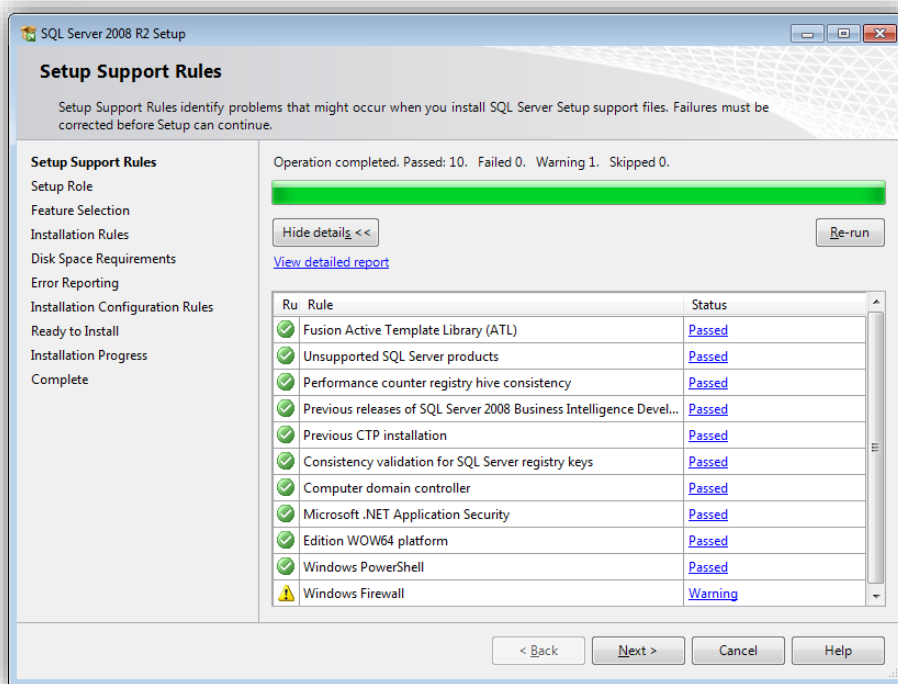 SQL Server 2008 R2 Setup
Setup Support Rules
Setup Support Rules identify problems that might occur when you install SQL Server Setup support files. Failures must be
corrected before Setup can continue.
Setup Support Rules
Setup Role
Feature Selection
Installation Rules
Disk Space Requirements
Error Reporting
Installation Configuration Rules
Ready to Install
Installation Progress
Complete
Operation completed. Passed: 10. Failed 0. Warning 1. Skipped 0.
Hide details <<
Re-run
View detailed report
Ru Rule Status
Fusion Active Template Library (ATL) Passed
Unsupported SQL Server products Passed
Performance counter registry hive consistency Passed
Previous releases of SQL Server 2008 Business Intelligence Devel... Passed
Previous CTP installation Passed
Consistency validation for SQL Server registry keys Passed
Computer domain controller Passed
Microsoft .NET Application Security Passed
Edition WOW64 platform Passed
Windows PowerShell Passed
Windows Firewall Warning
< Back Next > Cancel Help